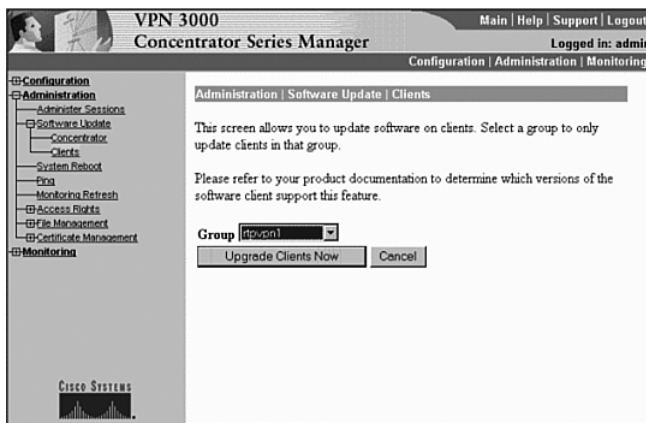 VPN 3000
Concentrator Series Manager
Main | Help | Support | Logout
Logged in: admin
Configuration | Administration | Monitoring
Configuration
Administration
Administer Sessions
Software Update
Concentrator
Clients
System Reboot
Ping
Monitoring Refresh
Access Rights
File Management
Certificate Management
Monitoring
Administration | Software Update | Clients
This screen allows you to update software on clients. Select a group to only
update clients in that group.
Please refer to your product documentation to determine which versions of the
software client support this feature.
Group rtpvpn1
Upgrade Clients Now Cancel
CISCO SYSTEMS